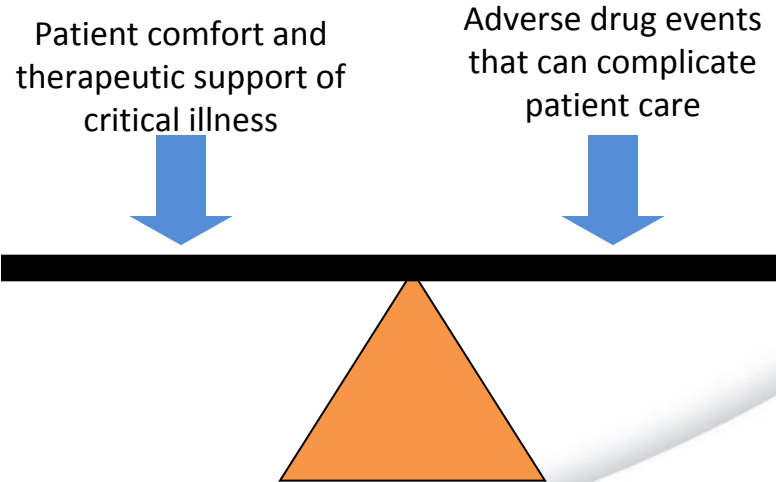 Patient comfort and
therapeutic support of
critical illness
Adverse drug events
that can complicate
patient care